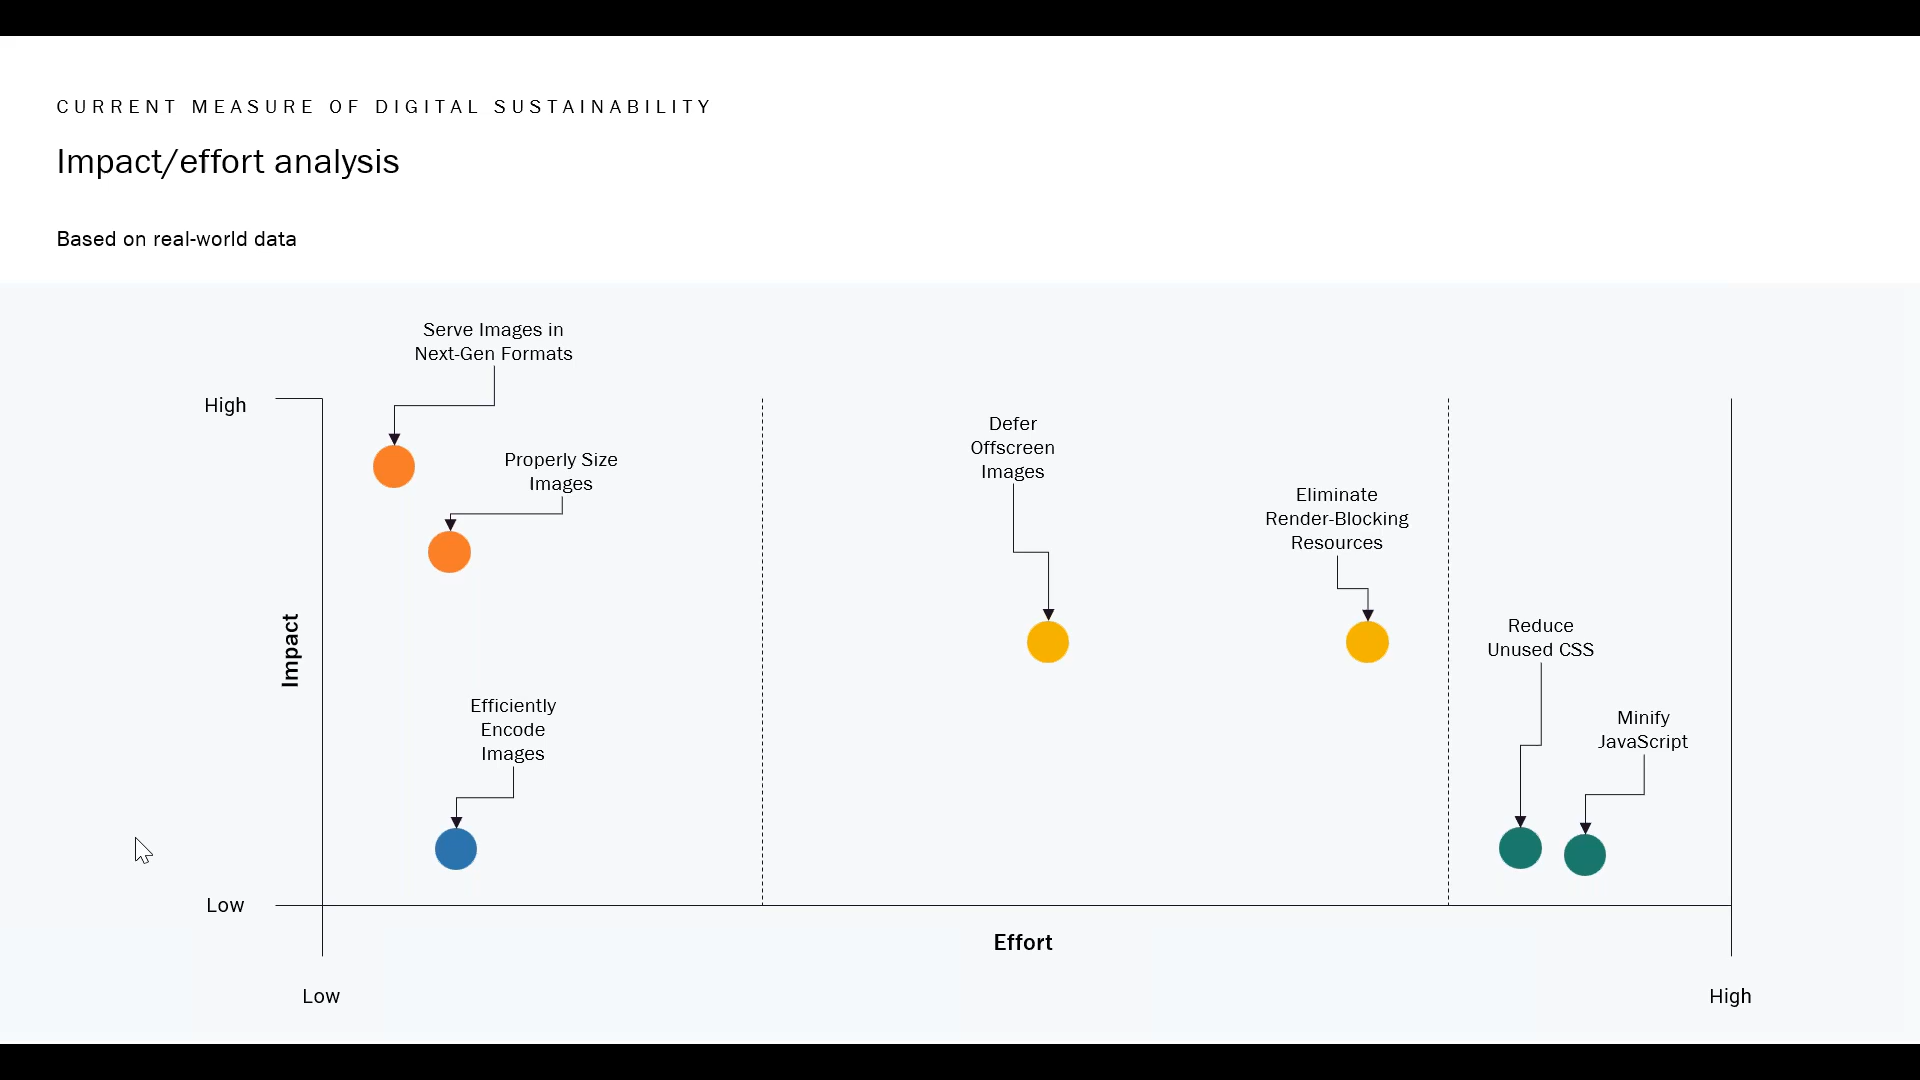 CURRENT MEASURE OF DIGITAL SUSTAINABILITY
Impact/effort analysis
Based on real-world data
Serve Images in
Next-Gen Formats
High
Properly Size
Images
Defer
Offscreen
Images
Eliminate
Render-Blocking
Resources
Reduce
Unused CSS
Impact
Efficiently
Encode
Images
Minify
JavaScript
Low
Effort
Low
High